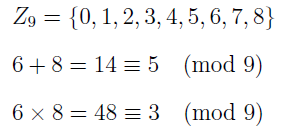 Z₉ = {0, 1, 2, 3, 4, 5, 6, 7, 8}
6 + 8 = 14 ≡ 5 (mod 9)
6 × 8 = 48 ≡ 3 (mod 9)